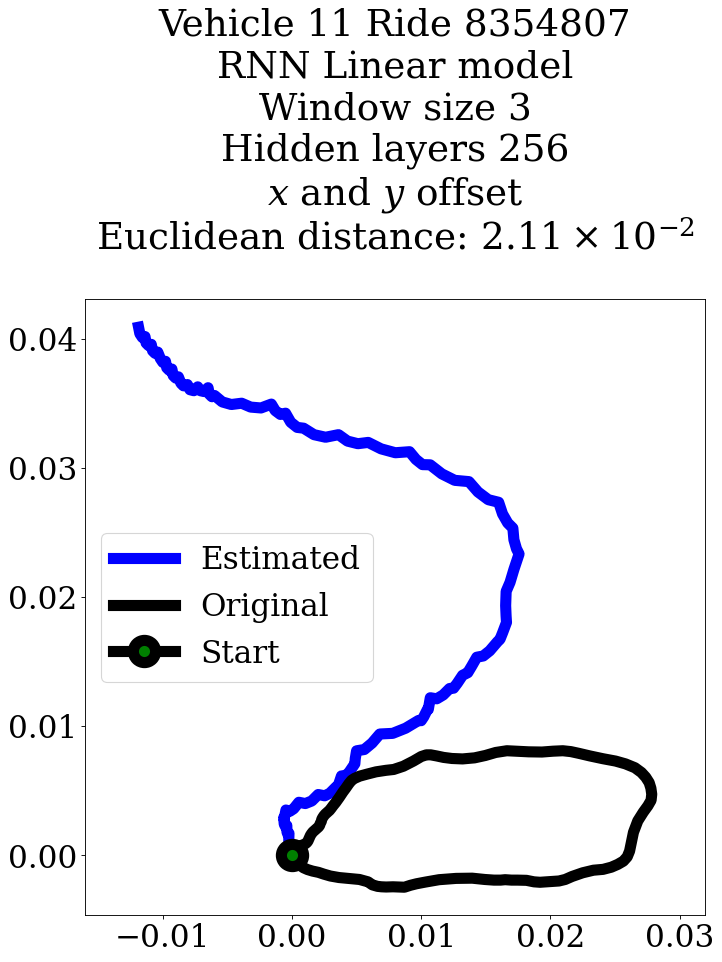 Vehicle 11 Ride 8354807
RNN Linear model
Window size 3
Hidden layers 256
x and y offset
Euclidean distance: 2.11 × 10⁻²
0.04
0.03
0.02
0.01
0.00
Estimated
Original
Start
−0.01 0.00 0.01 0.02 0.03